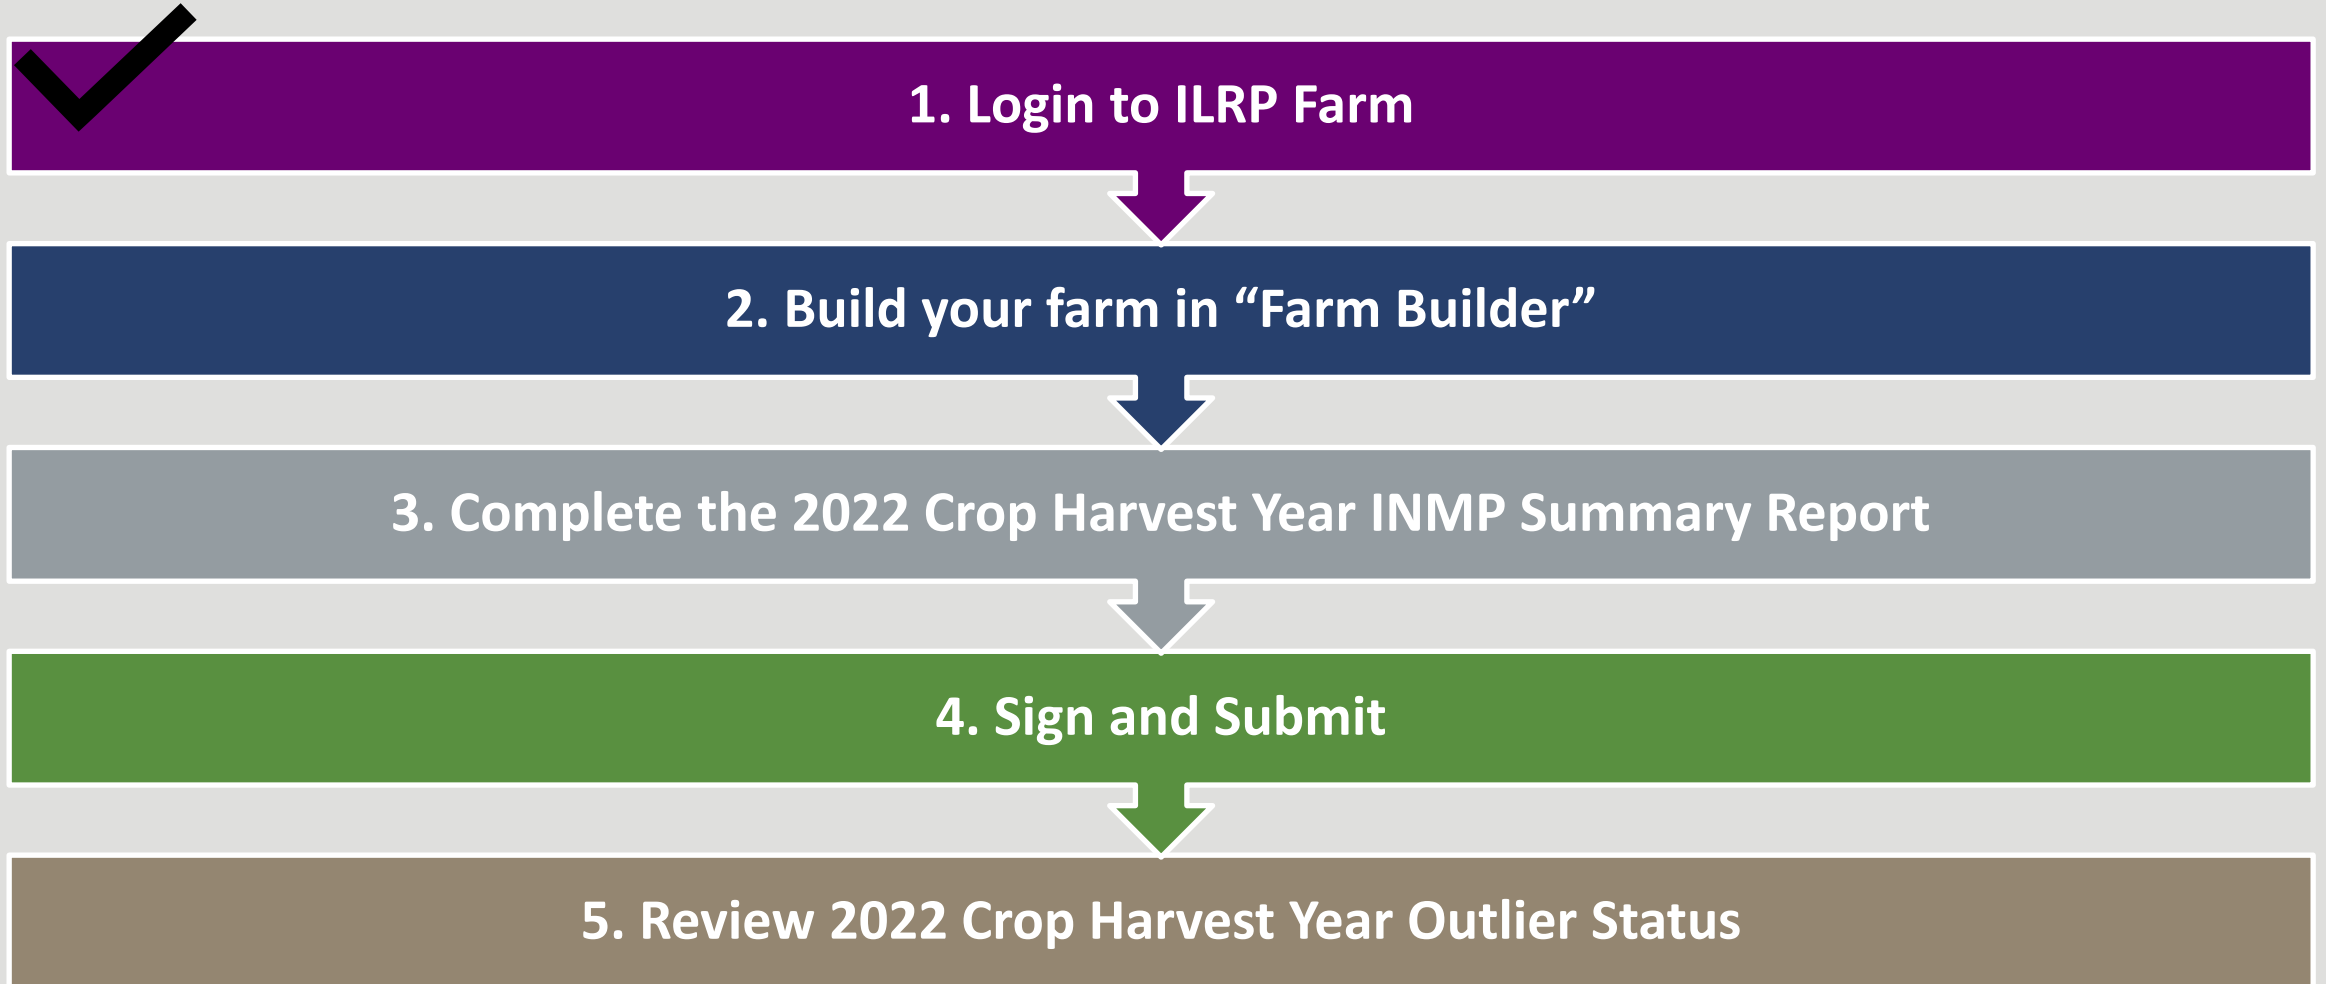 1. Login to ILRP Farm
2. Build your farm in “Farm Builder”
3. Complete the 2022 Crop Harvest Year INMP Summary Report
4. Sign and Submit
5. Review 2022 Crop Harvest Year Outlier Status